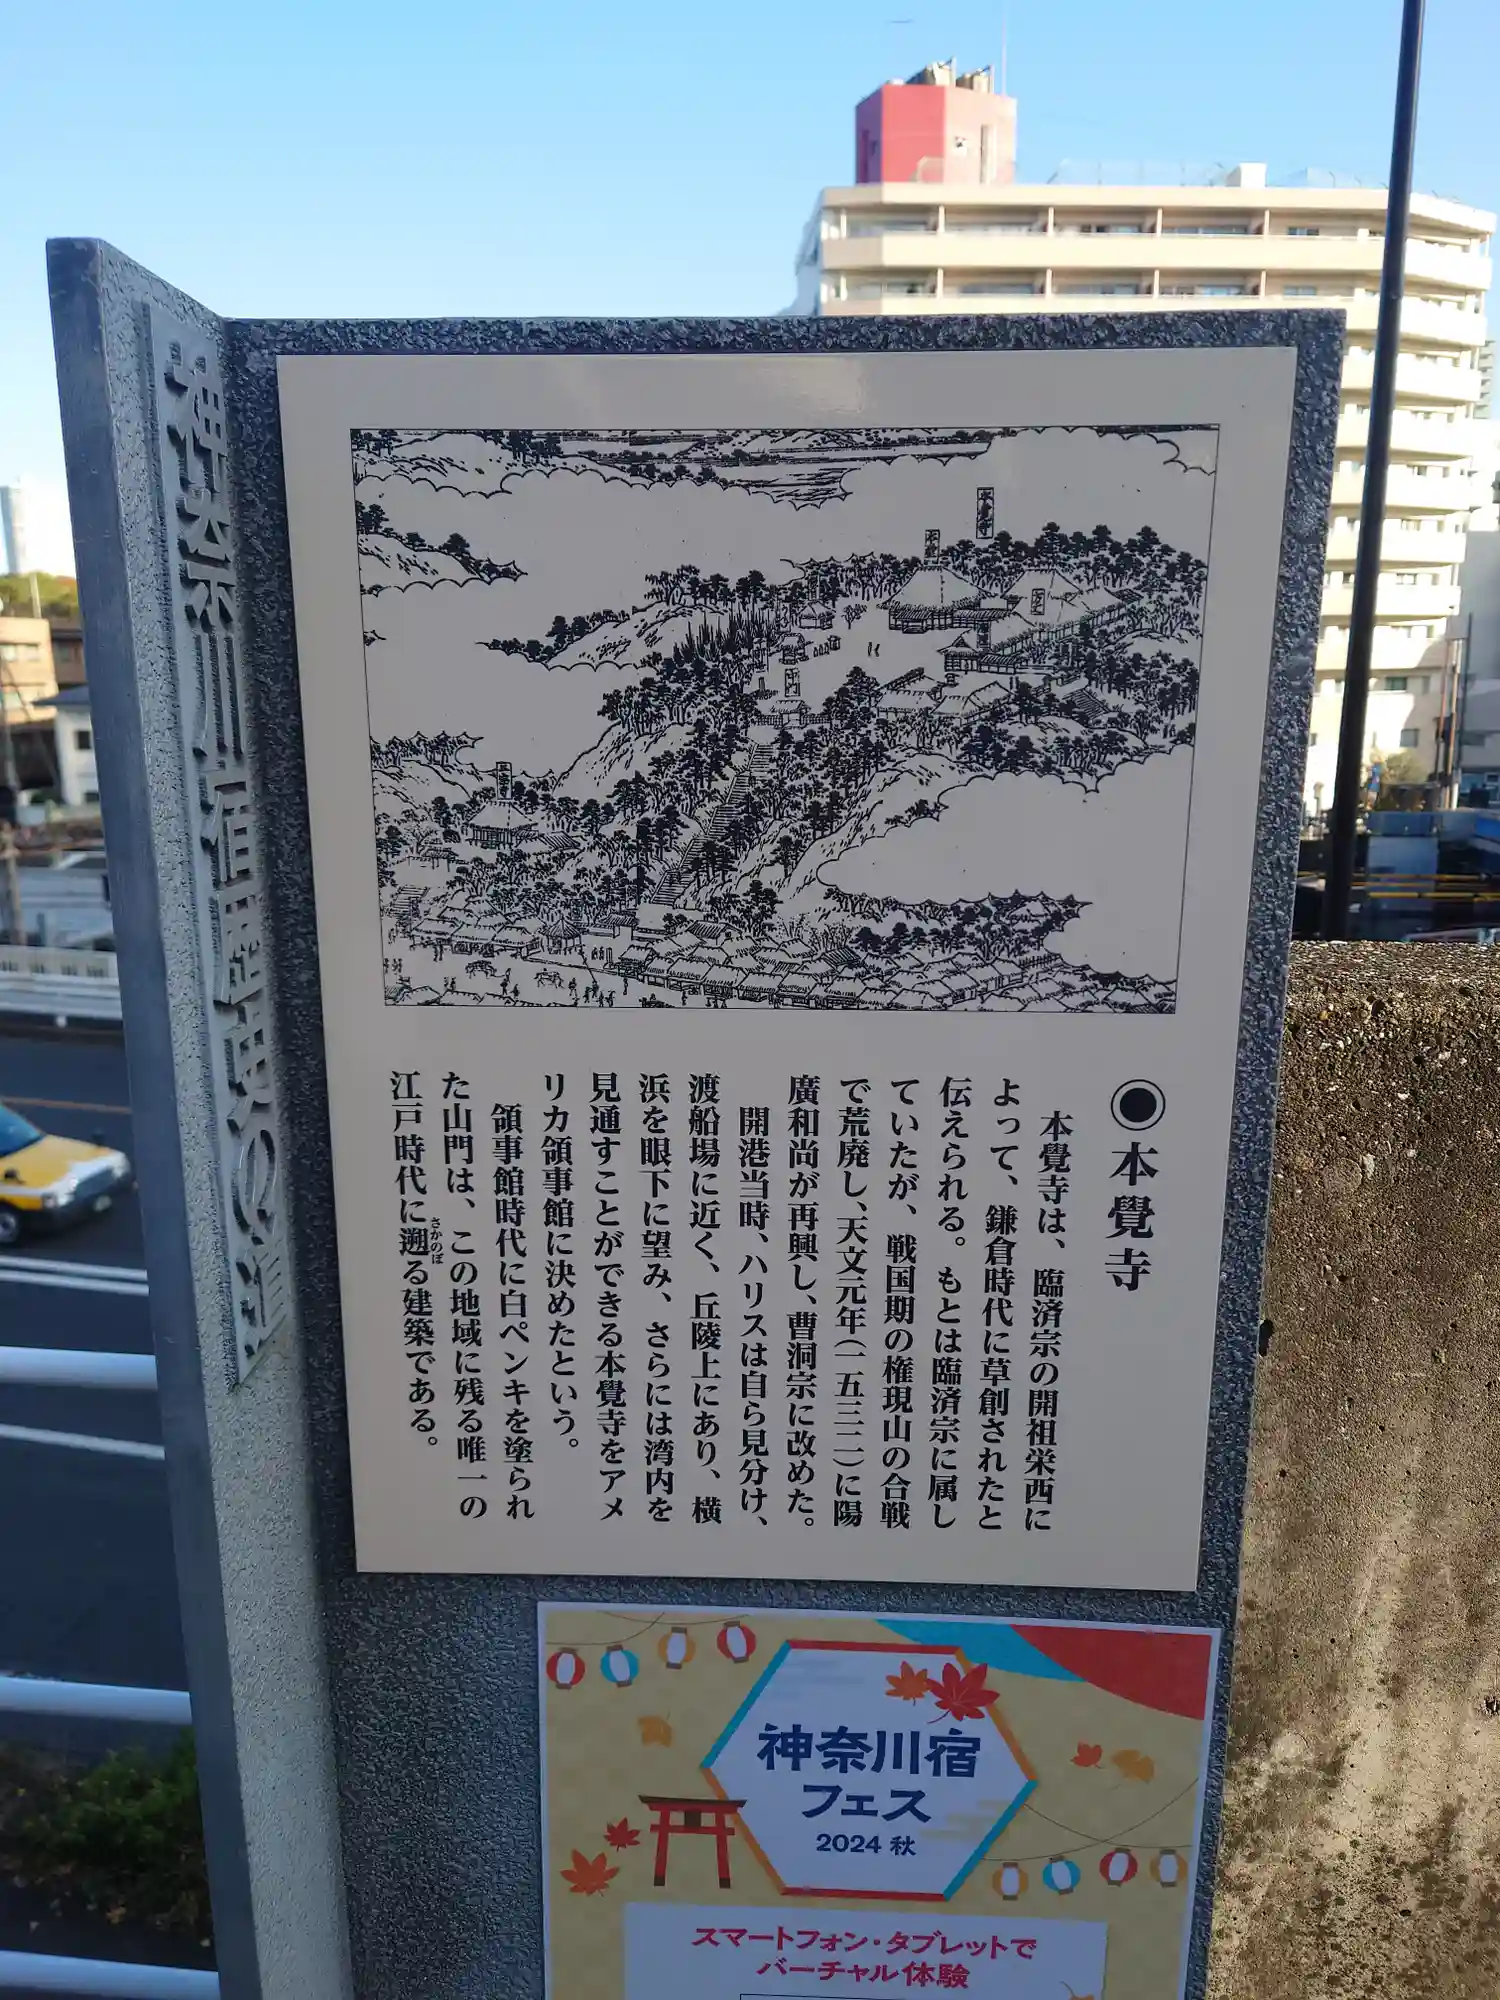 神奈川宿歴史の道
本覺寺
本堂
中門
◉本覺寺
本覺寺は、臨済宗の開祖栄西に
よって、鎌倉時代に草創されたと
伝えられる。もとは臨済宗に属し
ていたが、戦国期の権現山の合戦
で荒廃し、天文元年(一五三二)に陽
廣和尚が再興し、曹洞宗に改めた。
開港当時、ハリスは自ら見分け、
渡船場に近く、丘陵上にあり、横
浜を眼下に望み、さらには湾内を
見通すことができる本覺寺をアメ
リカ領事館に決めたという。
領事館時代に白ペンキを塗られ
た山門は、この地域に残る唯一の
江戸時代に遡る建築である。
さかのぼ
神奈川宿
フェス
2024 秋
スマートフォン・タブレットで
バーチャル体験